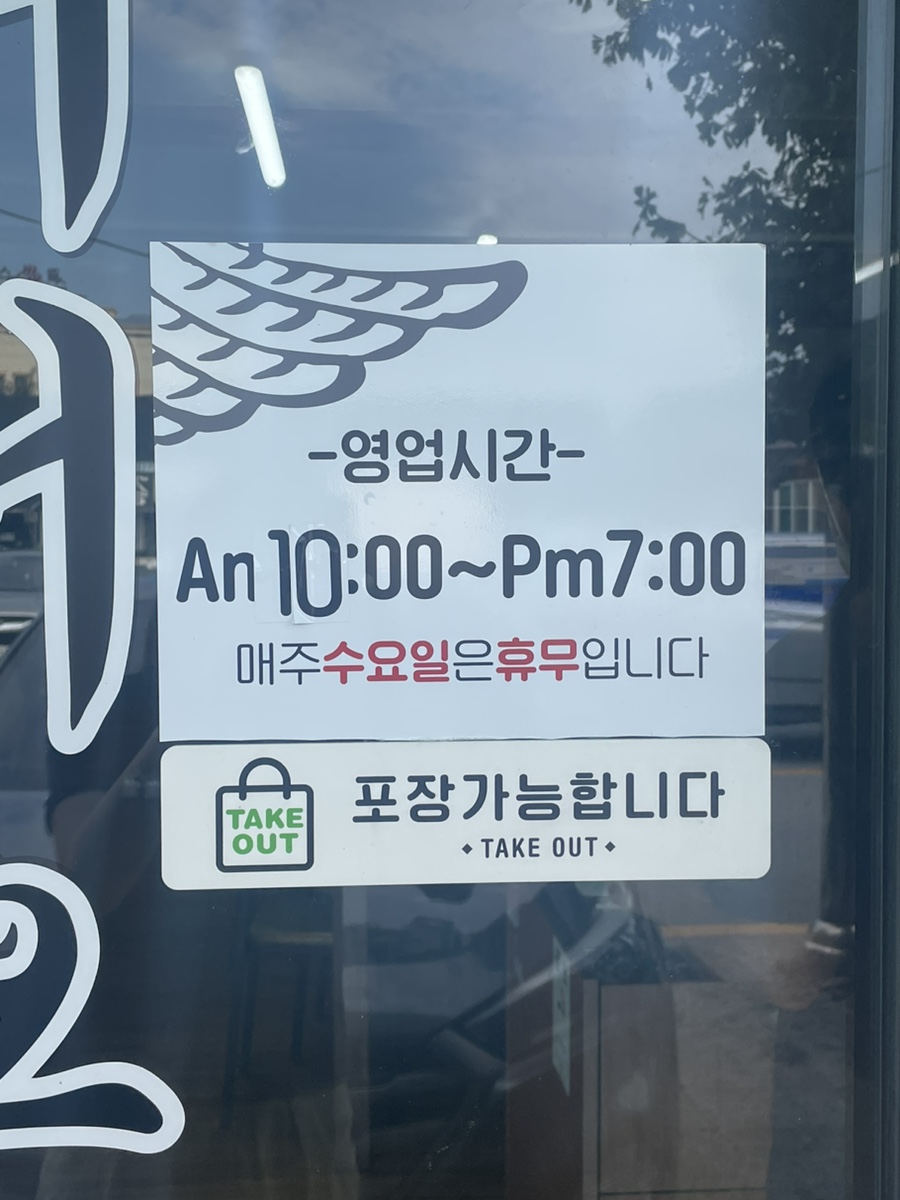 -영업시간-
An 10:00~Pm7:00
매주수요일은휴무입니다
TAKE
OUT
포장가능합니다
TAKE OUT